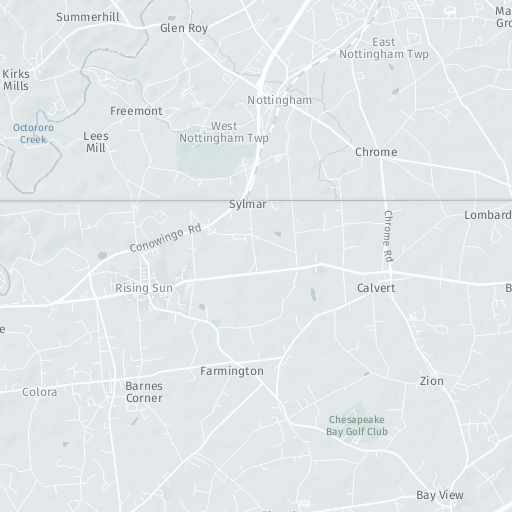 Summerhill
Glen Roy
Ma
Gro
East
Nottingham Twp
Kirks
Mills
Nottingham
Freemont
Octororo
Creek
Lees
Mill
West
Nottingham Twp
Chrome
Sylmar
Lombard
Conowingo Rd
Chrome Rd
Rising Sun
Calvert
B
e
Farmington
Zion
Colora
Barnes
Corner
Chesapeake
Bay Golf Club
Bay View